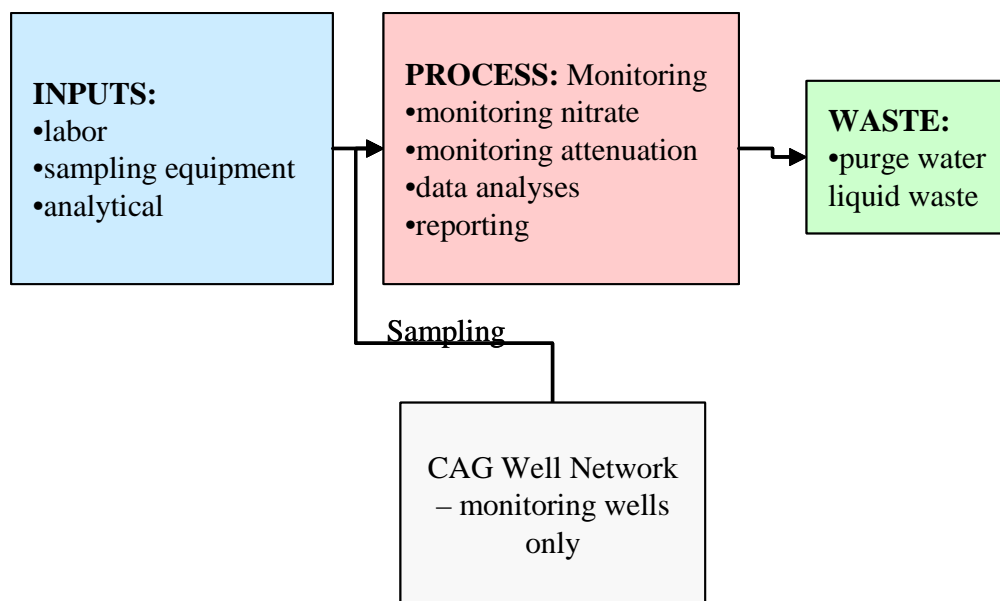 INPUTS:
•labor
•sampling equipment
•analytical
PROCESS: Monitoring
•monitoring nitrate
•monitoring attenuation
•data analyses
•reporting
WASTE:
•purge water
liquid waste
Sampling
CAG Well Network
– monitoring wells
only